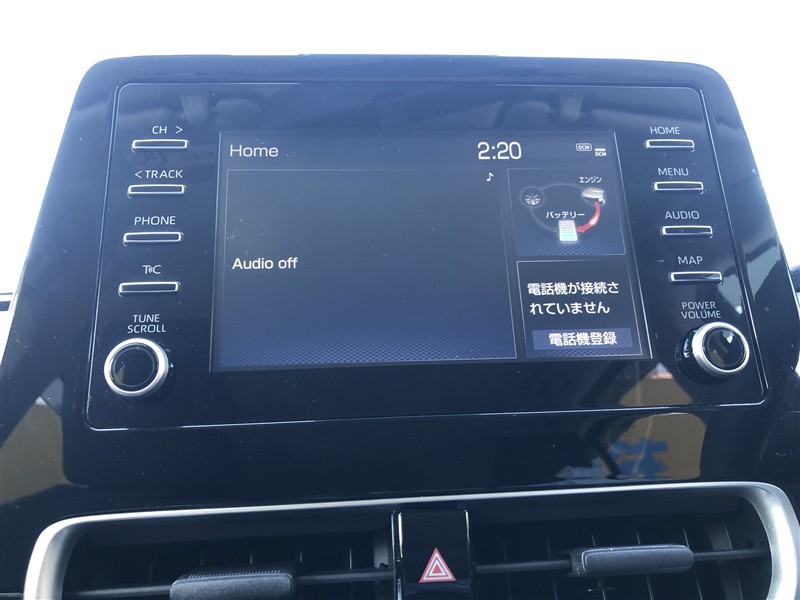 CH >
< TRACK
PHONE
T©C
TUNE
SCROLL
Home
2:20
DCM
DCM
♪
Audio off
エンジン
バッテリー
電話機が接続さ
れていません
電話機登録
HOME
MENU
AUDIO
MAP
POWER
VOLUME